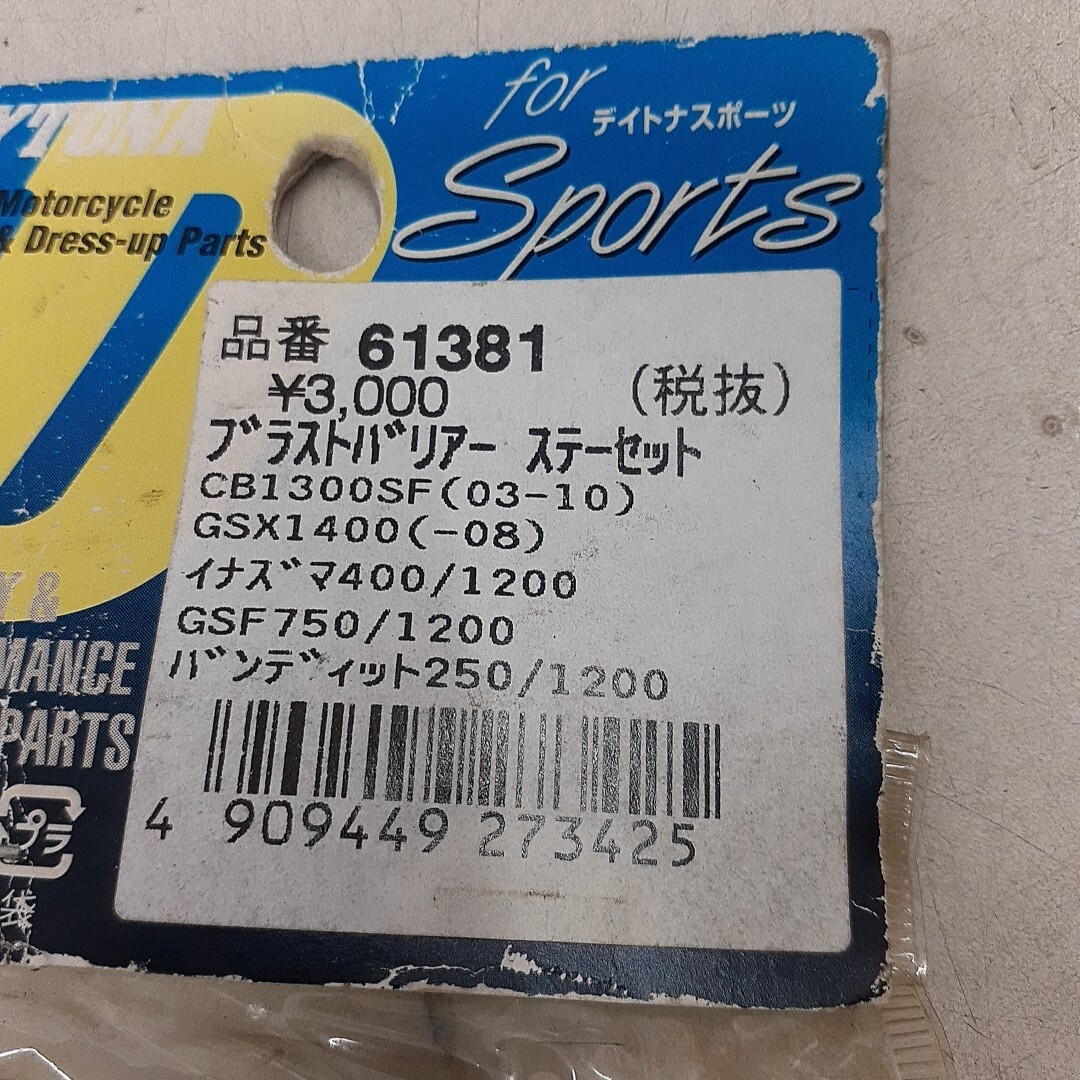 for
デイトナスポーツ
Sports
YTONA
Motorcycle
& Dress-up Parts
品番 61381
¥3,000 (税抜)
ブラストバリアー ステーセット
CB1300SF(03-10)
GSX1400(-08)
イナズマ400/1200
GSF750/1200
バンディット250/1200
4 909449 273425
Y &
MANCE
PARTS
プラ
袋